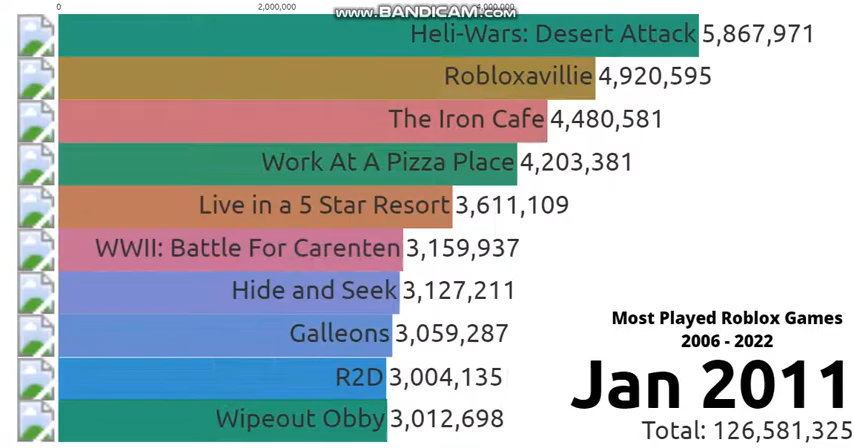 0 2,000,000 4,000,000
www.BANDICAM.com
Heli-Wars: Desert Attack 5,867,971
Robloxavillie 4,920,595
The Iron Cafe 4,480,581
Work At A Pizza Place 4,203,381
Live in a 5 Star Resort 3,611,109
WWII: Battle For Carenten 3,159,937
Hide and Seek 3,127,211
Galleons 3,059,287
R2D 3,004,135
Wipeout Obby 3,012,698
Most Played Roblox Games
2006 - 2022
Jan 2011
Total: 126,581,325